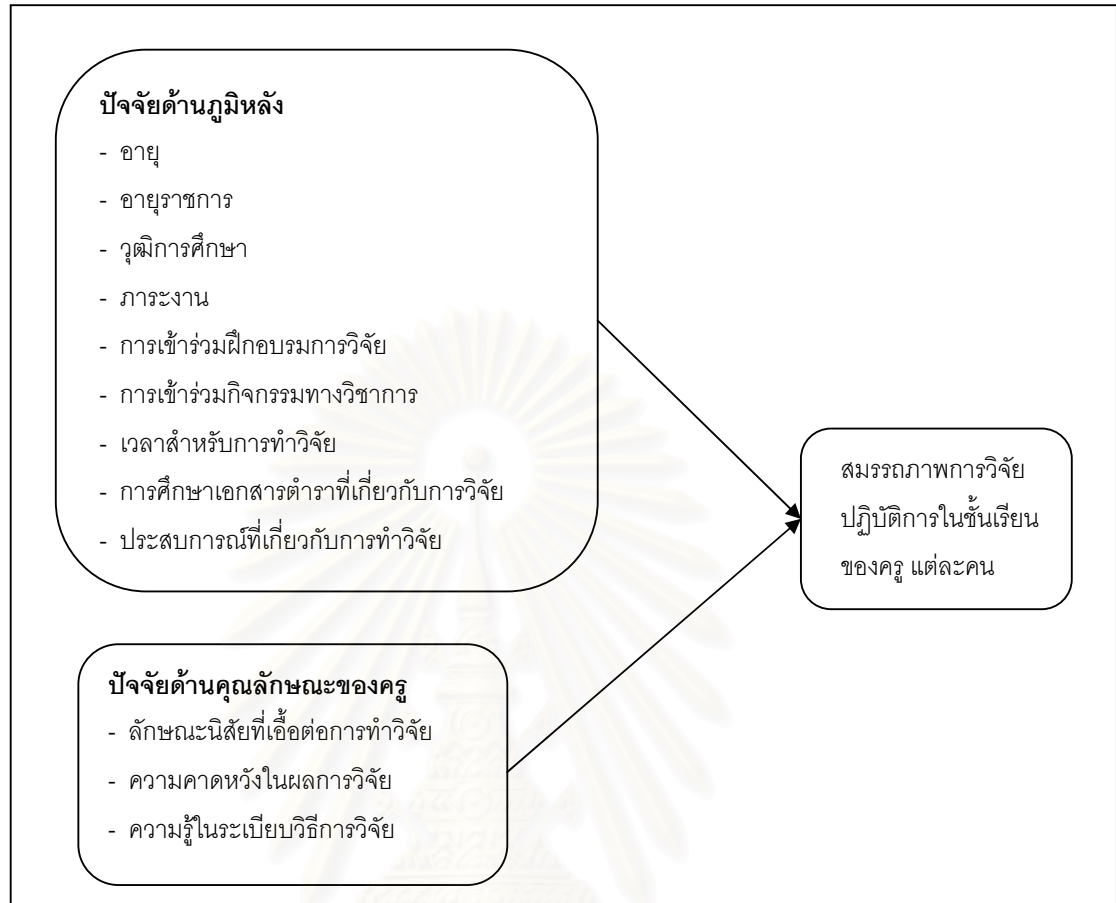 ปัจจัยด้านภูมิหลัง
- อายุ
- อายุราชการ
- วุฒิการศึกษา
- ภาระงาน
- การเข้าร่วมฝึกอบรมการวิจัย
- การเข้าร่วมกิจกรรมทางวิชาการ
- เวลาสำหรับการทำวิจัย
- การศึกษาเอกสารตำราที่เกี่ยวกับการวิจัย
- ประสบการณ์ที่เกี่ยวกับการทำวิจัย
สมรรถภาพการวิจัย
ปฏิบัติการในชั้นเรียน
ของครู แต่ละคน
ปัจจัยด้านคุณลักษณะของครู
- ลักษณะนิสัยที่เอื้อต่อการทำวิจัย
- ความคาดหวังในผลการวิจัย
- ความรู้ในระเบียบวิธีการวิจัย